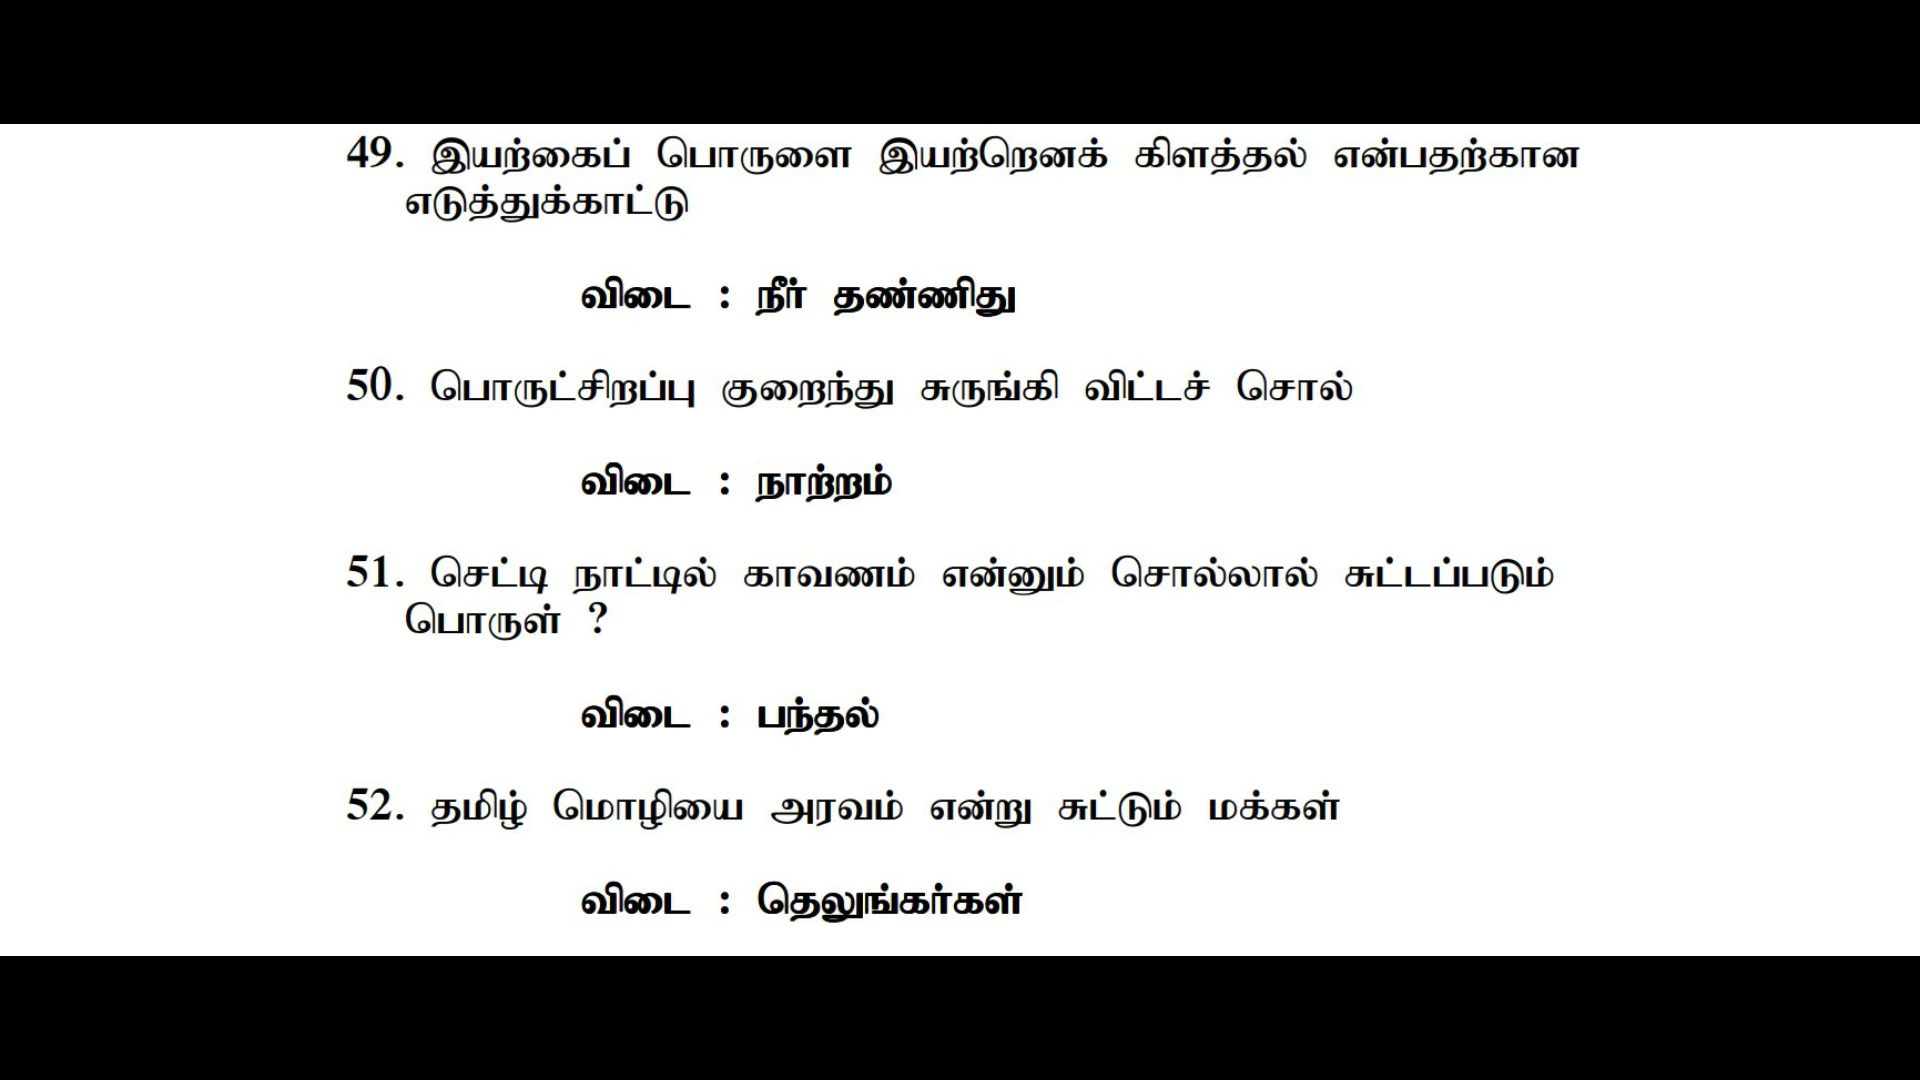 49. இயற்கைப் பொருளை இயற்றெனக் கிளத்தல் என்பதற்கான
எடுத்துக்காட்டு
விடை : நீர் தண்ணிது
50. பொருட்சிறப்பு குறைந்து சுருங்கி விட்டச் சொல்
விடை : நாற்றம்
51. செட்டி நாட்டில் காவணம் என்னும் சொல்லால் சுட்டப்படும்
பொருள் ?
விடை : பந்தல்
52. தமிழ் மொழியை அரவம் என்று சுட்டும் மக்கள்
விடை : தெலுங்கர்கள்